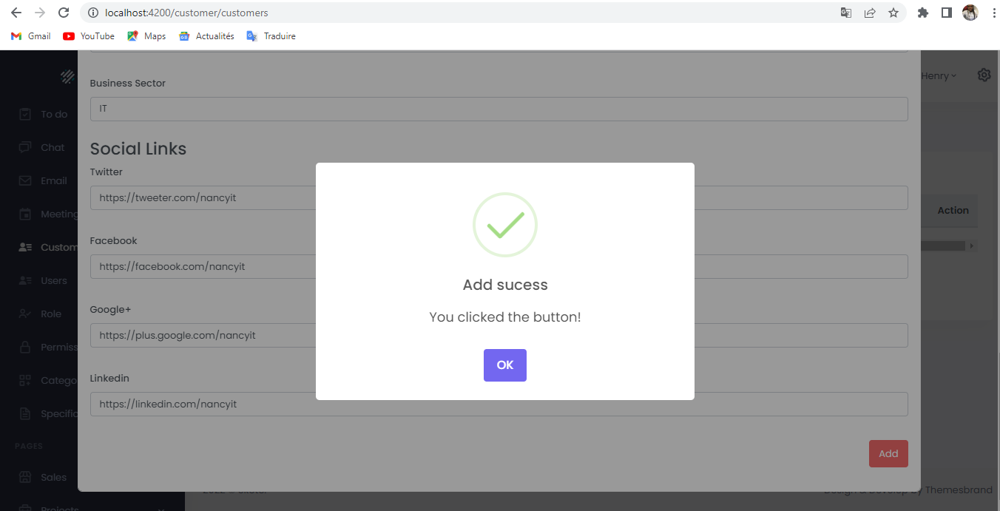 localhost:4200/customer/customers
Gmail YouTube Maps Actualités Traduire
Henry
To do
Chat
Email
Meeting
Custom
Users
Role
Permiss
Catego
Specific
PAGES
Sales
Projects
Business Sector
IT
Social Links
Twitter
https://tweeter.com/nancyit
Facebook
https://facebook.com/nancyit
Google+
https://plus.google.com/nancyit
Linkedin
https://linkedin.com/nancyit
Add
Add sucess
You clicked the button!
OK
Action
Design & Develop by Themesbrand